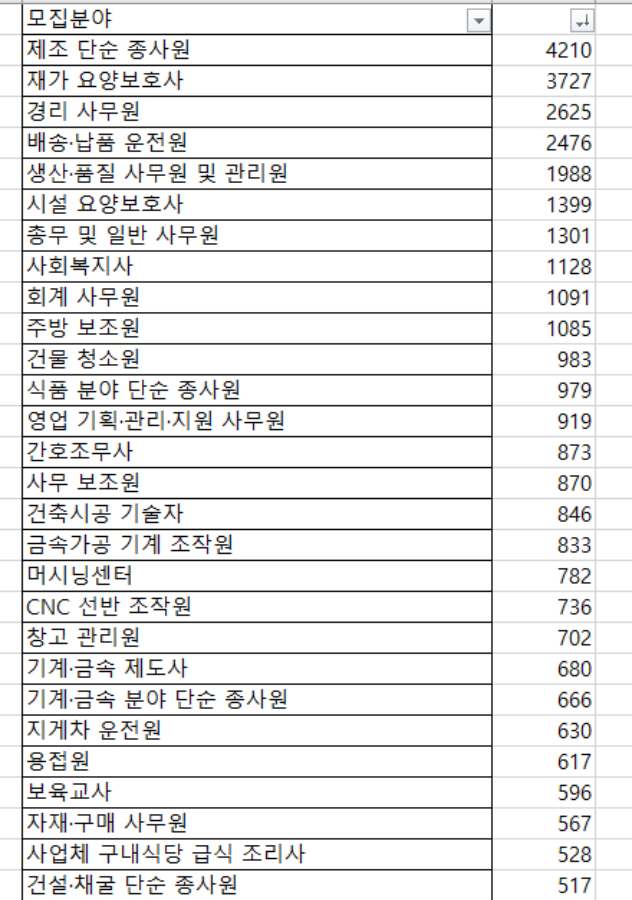 모집분야
제조 단순 종사원 4210
재가 요양보호사 3727
경리 사무원 2625
배송·납품 운전원 2476
생산·품질 사무원 및 관리원 1988
시설 요양보호사 1399
총무 및 일반 사무원 1301
사회복지사 1128
회계 사무원 1091
주방 보조원 1085
건물 청소원 983
식품 분야 단순 종사원 979
영업 기획·관리·지원 사무원 919
간호조무사 873
사무 보조원 870
건축시공 기술자 846
금속가공 기계 조작원 833
머시닝센터 782
CNC 선반 조작원 736
창고 관리원 702
기계·금속 제도사 680
기계·금속 분야 단순 종사원 666
지게차 운전원 630
용접원 617
보육교사 596
자재·구매 사무원 567
사업체 구내식당 급식 조리사 528
건설·채굴 단순 종사원 517